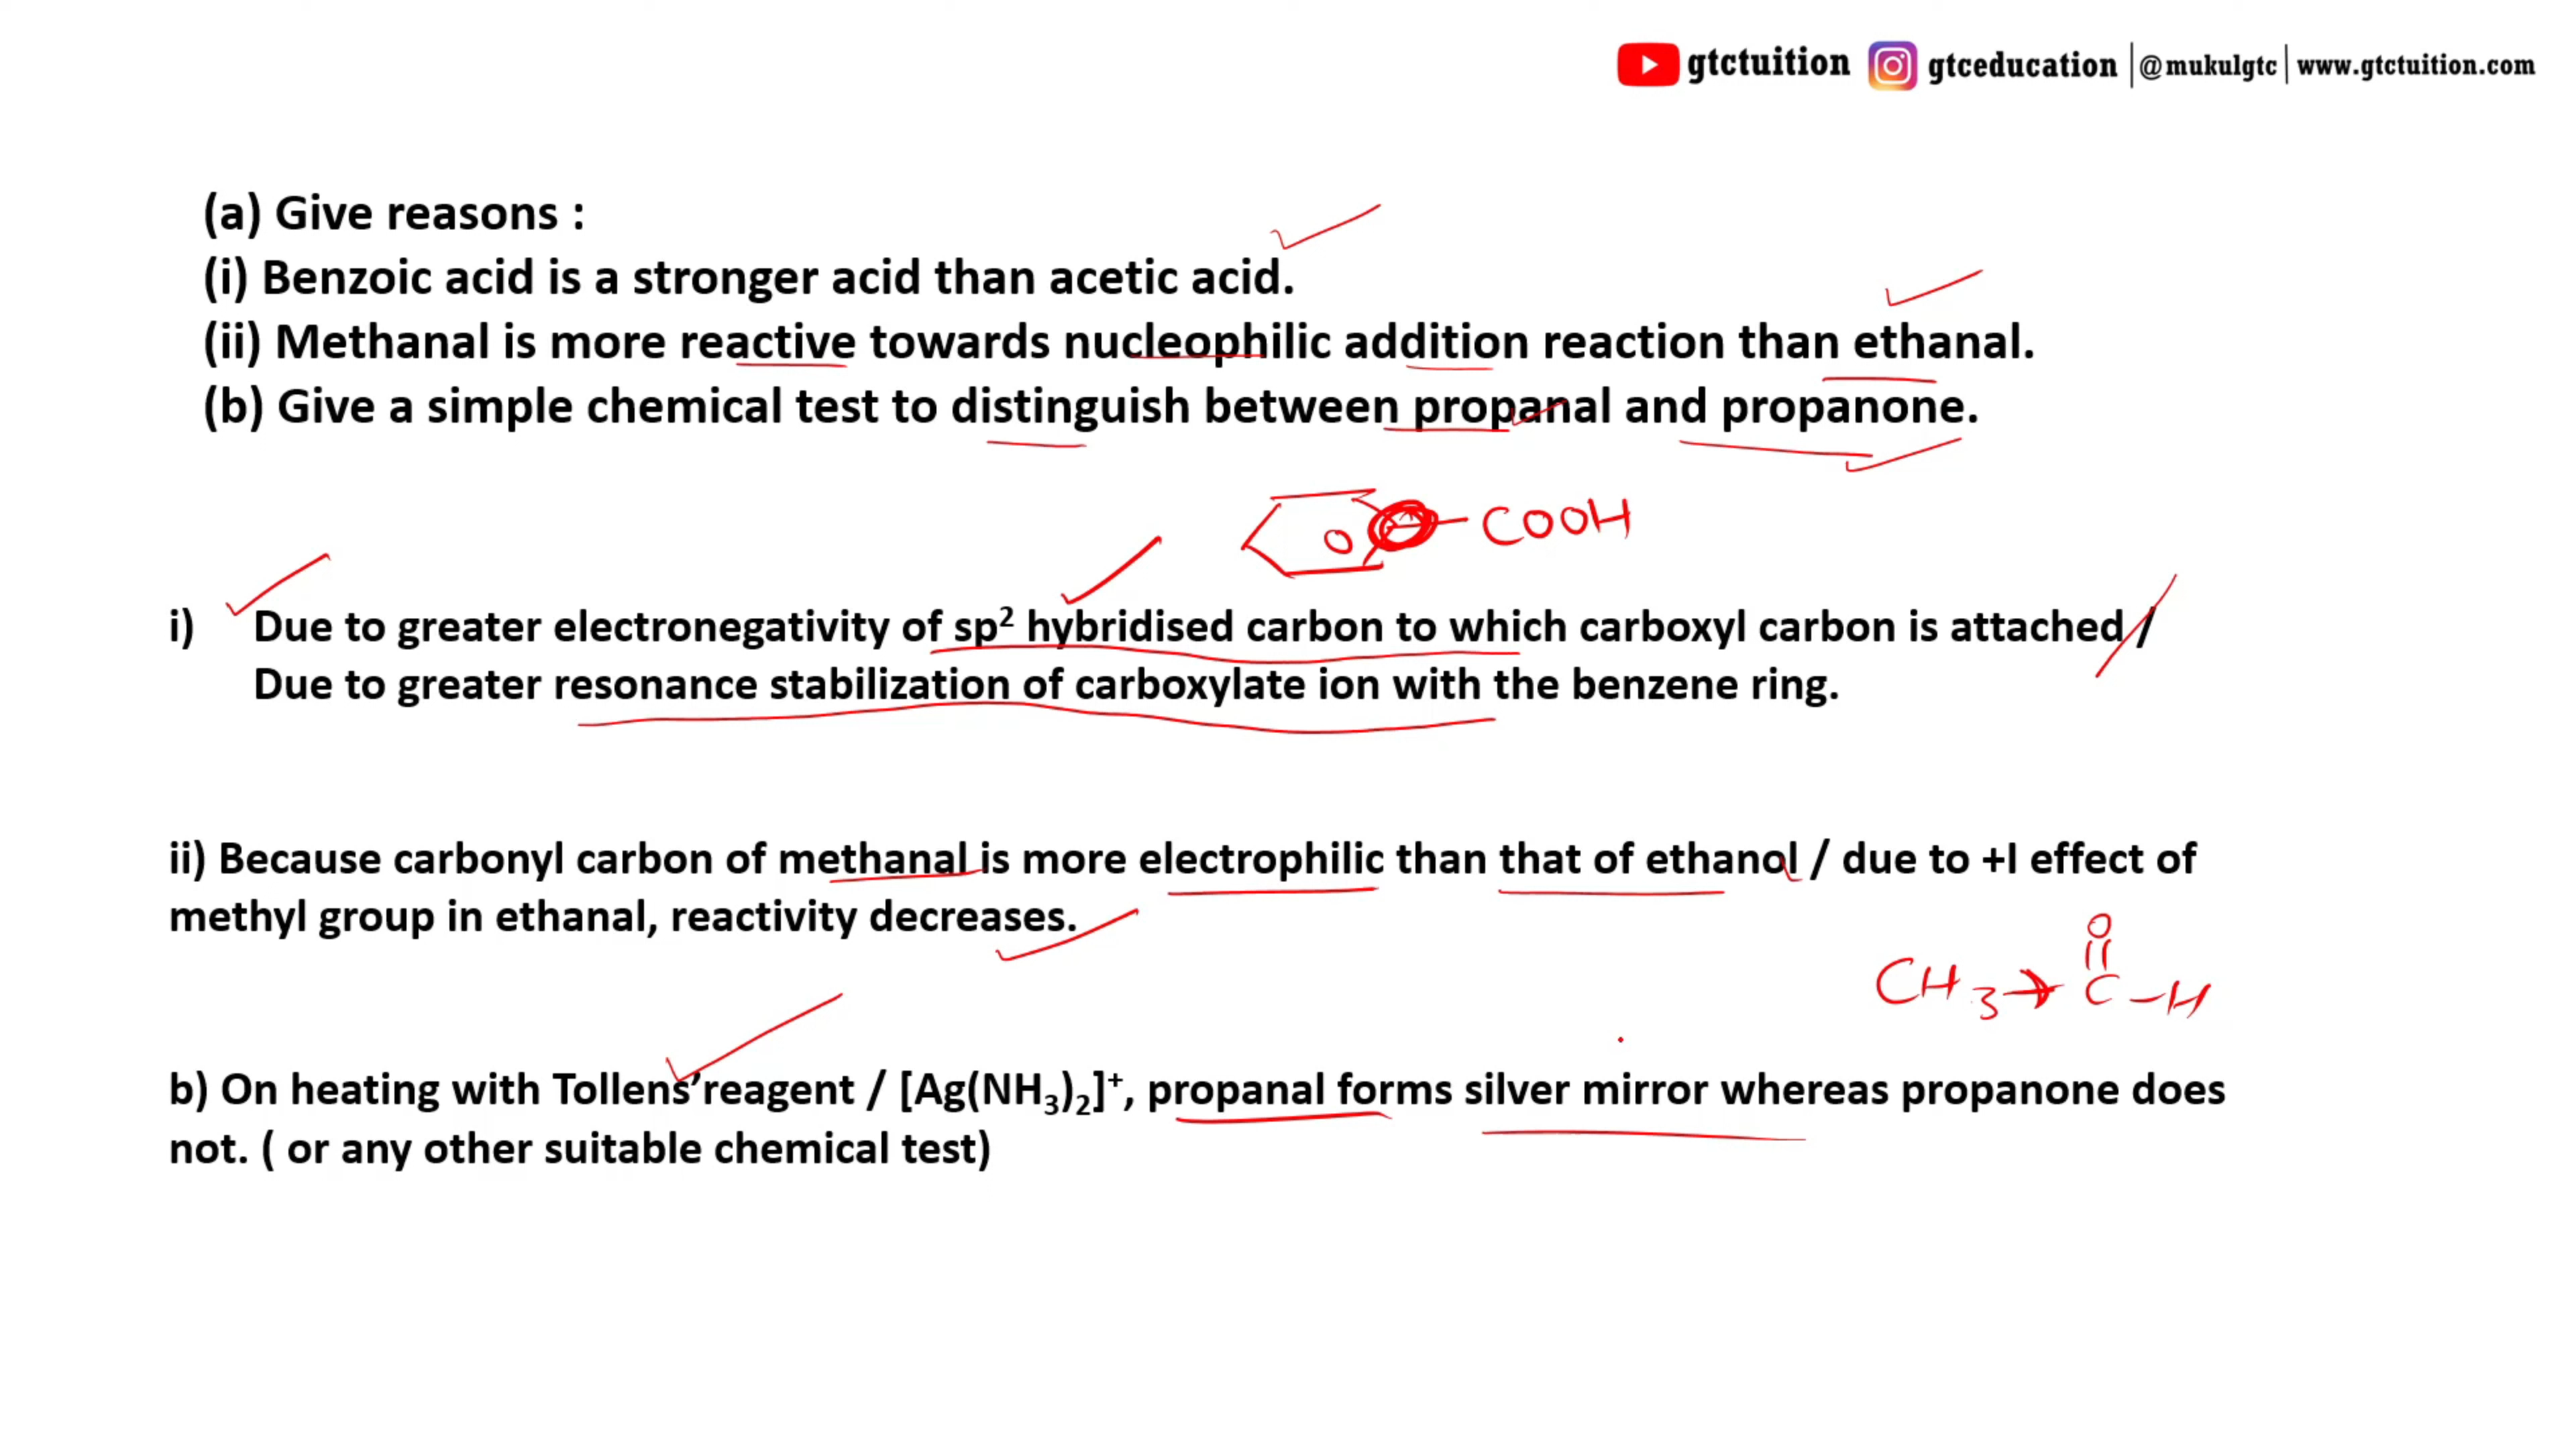 gtctuition gtceducation |@mukulgtc| www.gtctuition.com
(a) Give reasons :
(i) Benzoic acid is a stronger acid than acetic acid.
(ii) Methanal is more reactive towards nucleophilic addition reaction than ethanal.
(b) Give a simple chemical test to distinguish between propanal and propanone.
O COOH
i) Due to greater electronegativity of sp² hybridised carbon to which carboxyl carbon is attached /
Due to greater resonance stabilization of carboxylate ion with the benzene ring.
ii) Because carbonyl carbon of methanal is more electrophilic than that of ethanol / due to +I effect of
methyl group in ethanal, reactivity decreases.
O
CH₃→C–H
b) On heating with Tollens’reagent / [Ag(NH₃)₂]⁺, propanal forms silver mirror whereas propanone does
not. ( or any other suitable chemical test)